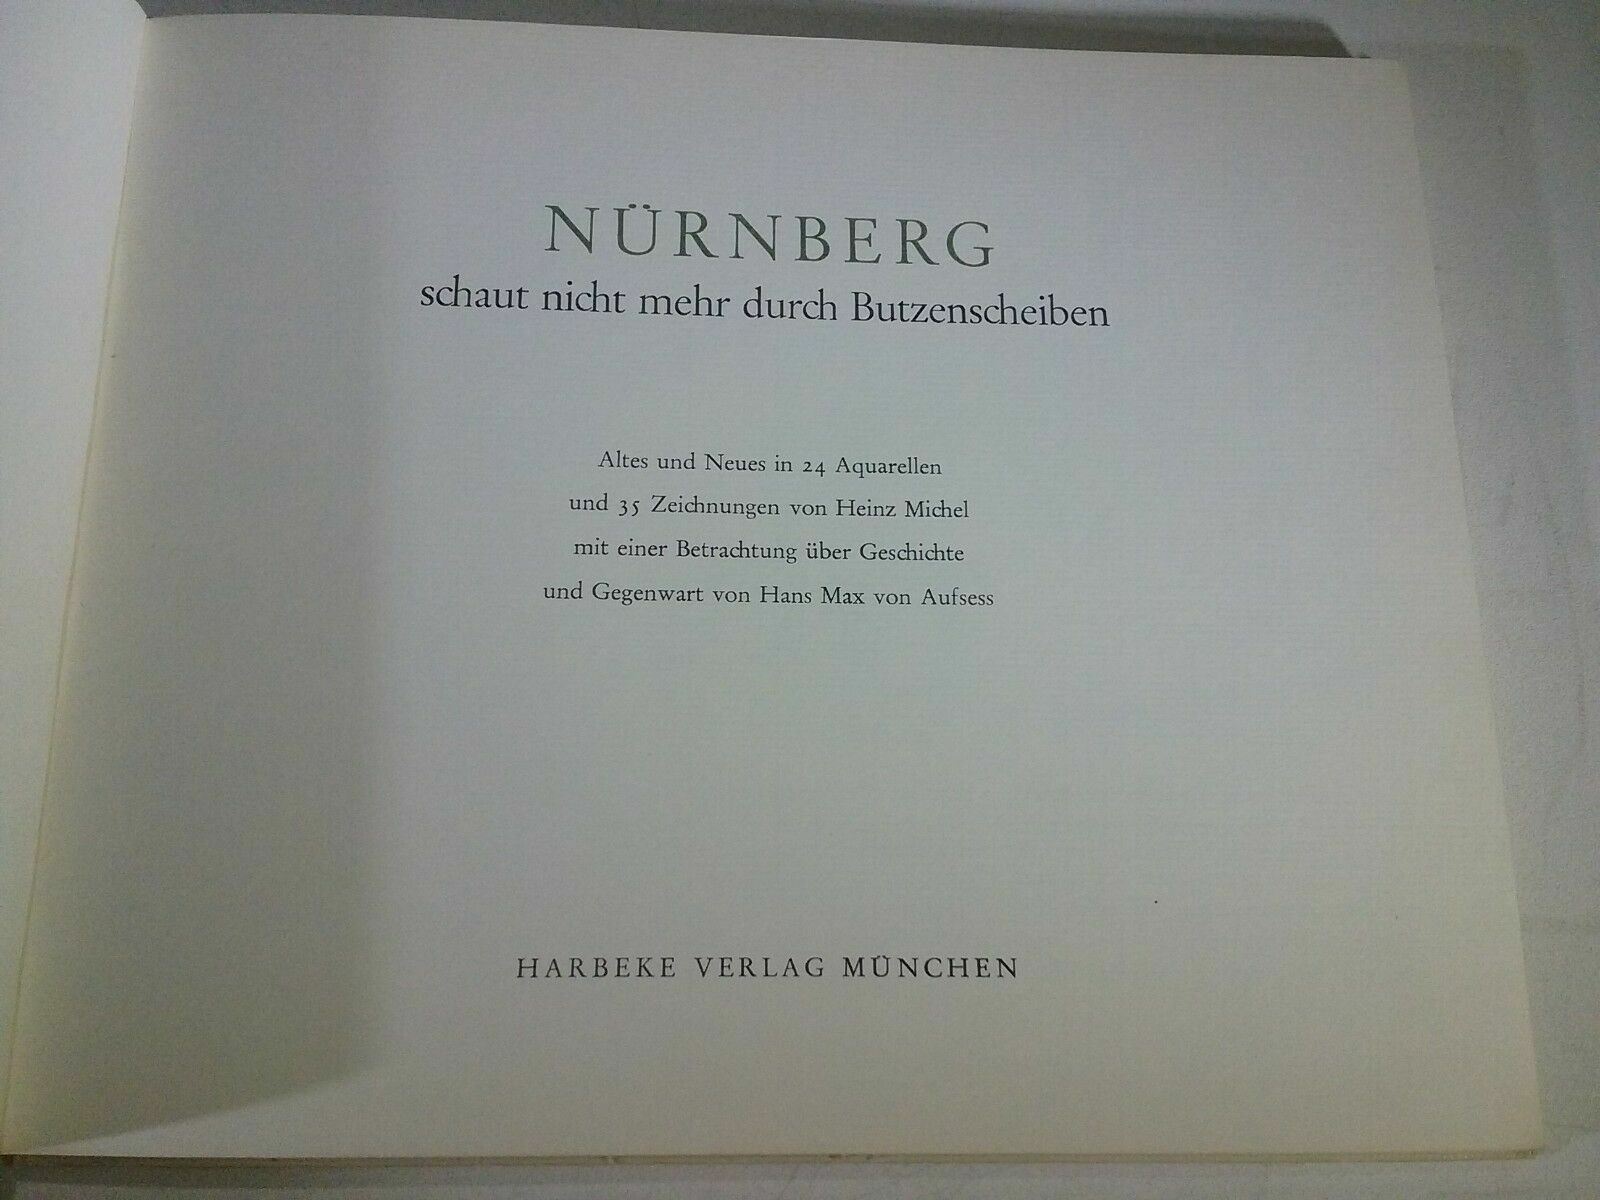 NÜRNBERG
schaut nicht mehr durch Butzenscheiben
Altes und Neues in 24 Aquarellen
und 35 Zeichnungen von Heinz Michel
mit einer Betrachtung über Geschichte
und Gegenwart von Hans Max von Aufsess
HARBEKE VERLAG MÜNCHEN